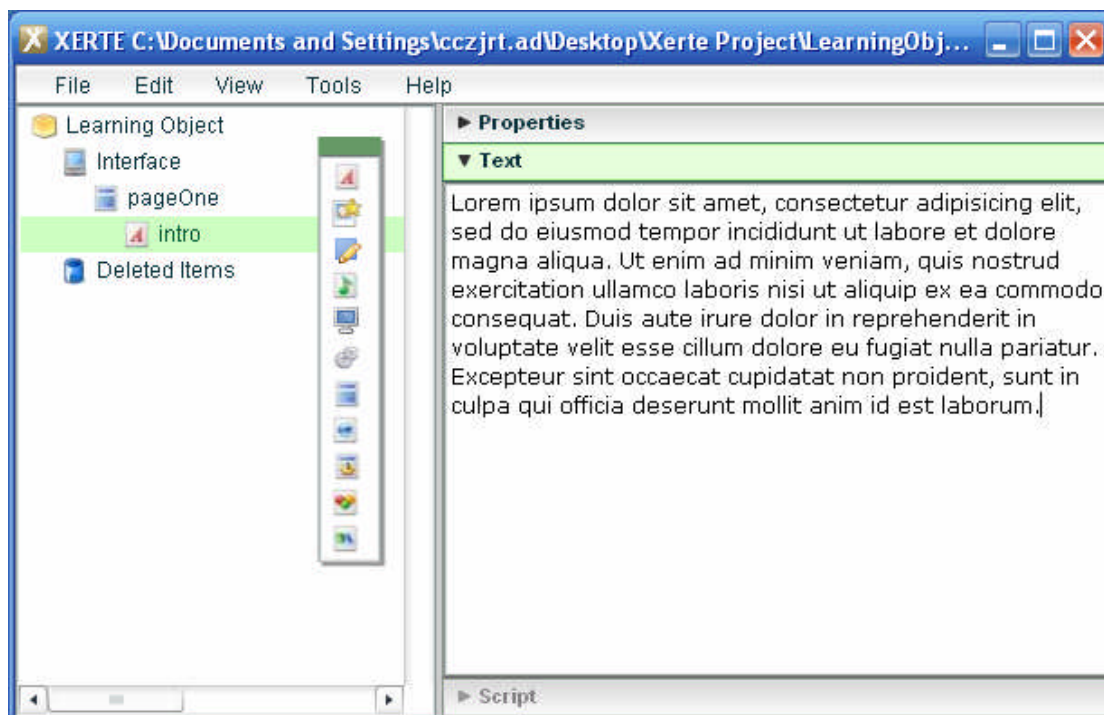 XERTE C:\Documents and Settings\cczjrt.ad\Desktop\Xerte Project\LearningObj...
File Edit View Tools Help
Learning Object
Interface
pageOne
intro
Deleted Items
Properties
Text
Lorem ipsum dolor sit amet, consectetur adipisicing elit,
sed do eiusmod tempor incididunt ut labore et dolore
magna aliqua. Ut enim ad minim veniam, quis nostrud
exercitation ullamco laboris nisi ut aliquip ex ea commodo
consequat. Duis aute irure dolor in reprehenderit in
voluptate velit esse cillum dolore eu fugiat nulla pariatur.
Excepteur sint occaecat cupidatat non proident, sunt in
culpa qui officia deserunt mollit anim id est laborum.
Script